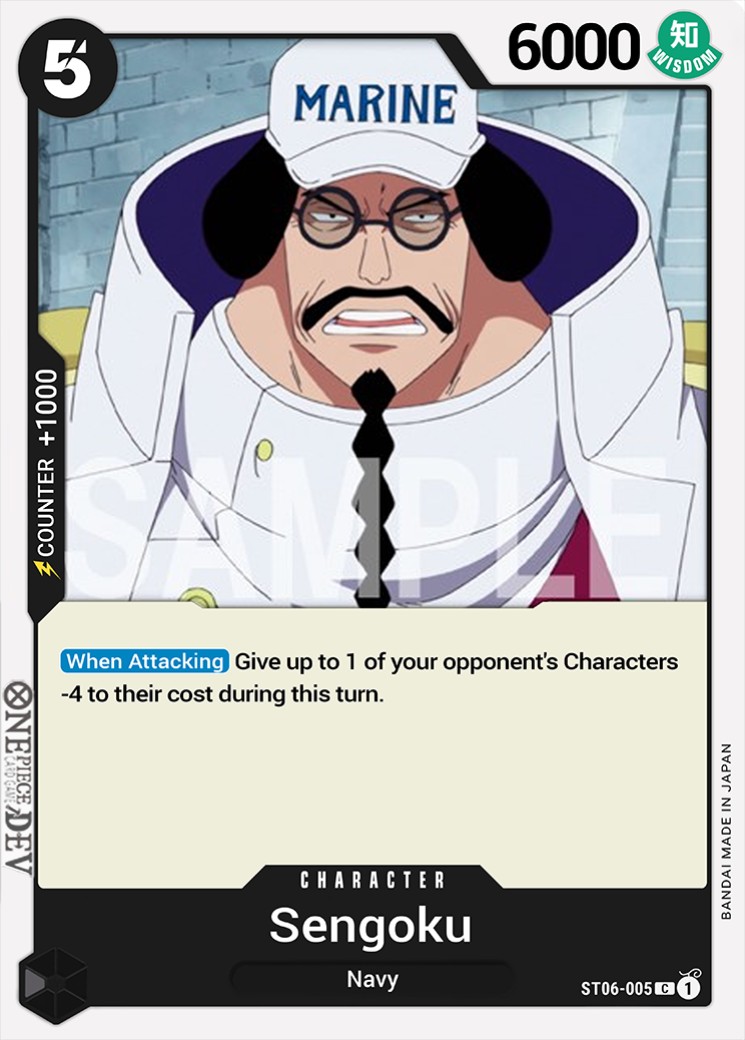 5
6000
知
WISDOM
MARINE
COUNTER +1000
SAMPLE
When Attacking Give up to 1 of your opponent's Characters
-4 to their cost during this turn.
ONE PIECE
CARD GAME
DEV
BANDAI MADE IN JAPAN
CHARACTER
Sengoku
Navy
ST06-005 C 1